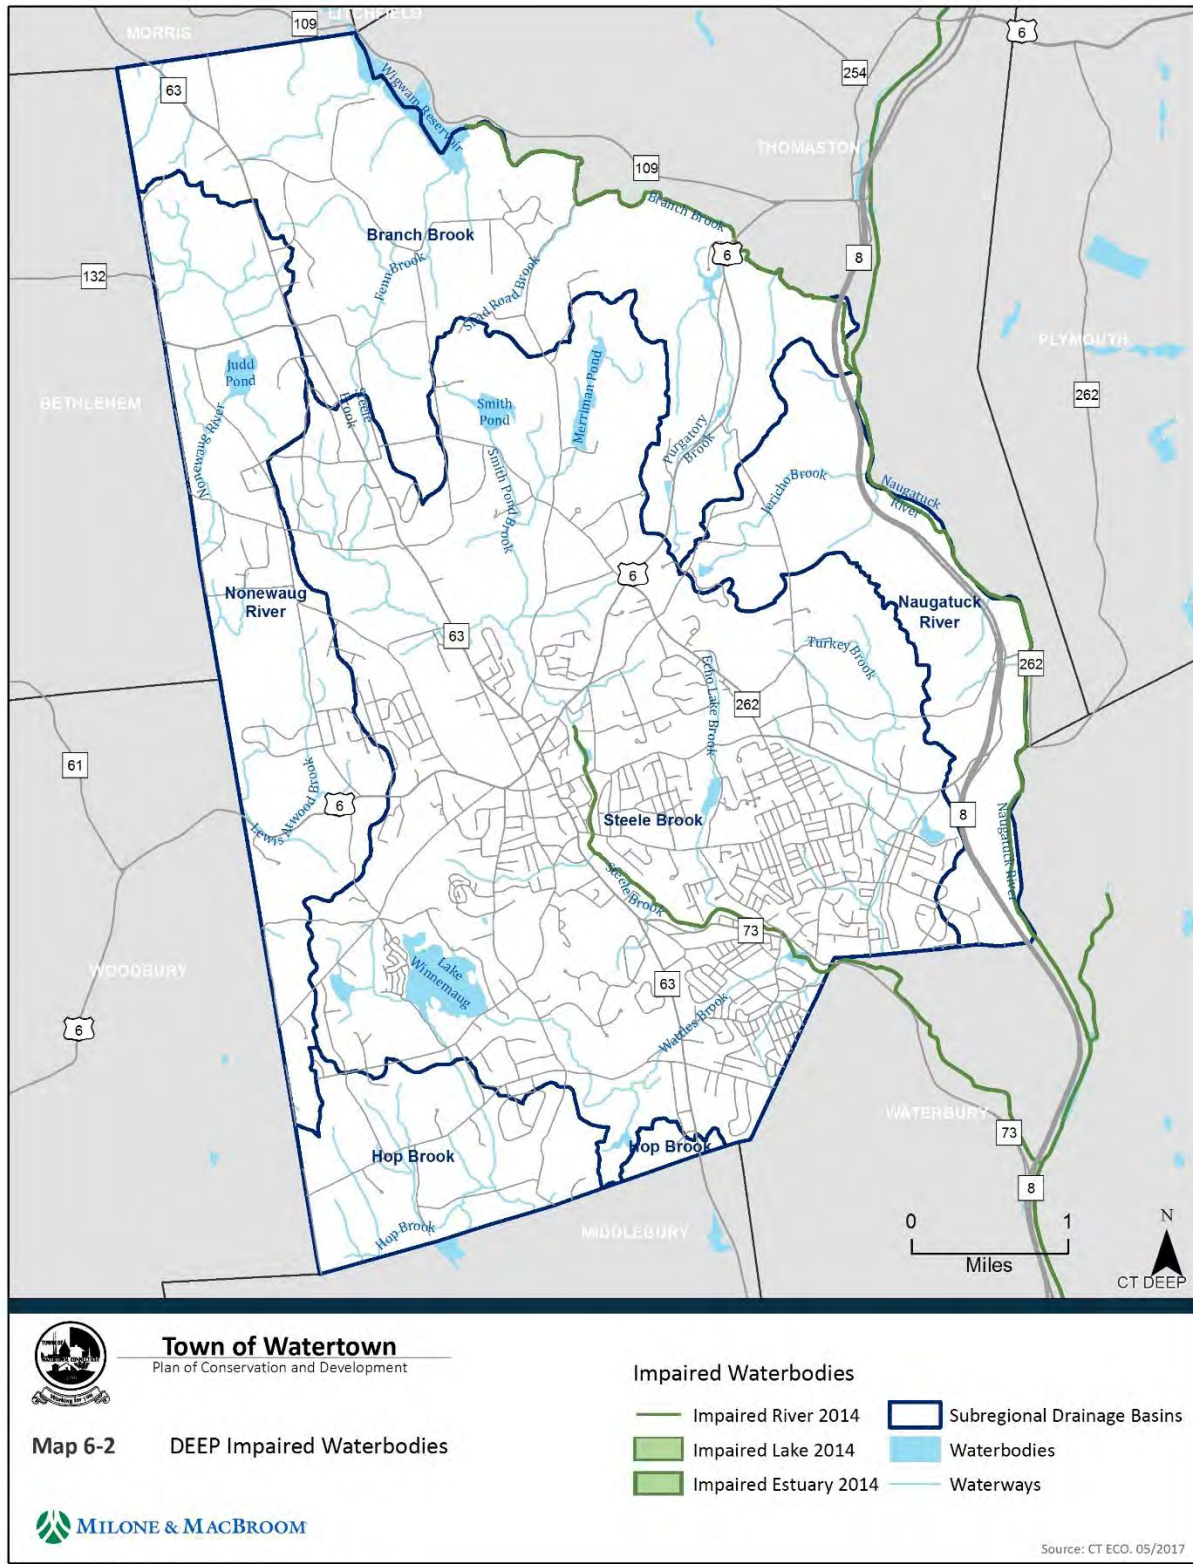 LITCHFIELD
109
MORRIS
6
63
254
Wigwam Reservoir
THOMASTON
109
Branch Brook
Branch Brook
6
8
132
Fenn Brook
Shad Road Brook
PLYMOUTH
Judd
Pond
262
BETHLEHEM
Steele
Brook
Smith
Pond
Merriman Pond
Nonewaug River
Purgatory
Brook
Smith Pond Brook
Jericho Brook
Naugatuck
River
6
Nonewaug
River
Naugatuck
River
63
Turkey Brook
262
Echo Lake Brook
262
61
Lewis Atwood Brook
6
8
Steele Brook
Naugatuck River
Steele Brook
73
WOODBURY
Lake
Winnemaug
63
6
Wattles Brook
WATERBURY
73
Hop Brook
Hop Brook
8
Hop Brook
MIDDLEBURY
0 1
Miles
N
CT DEEP
Town of Watertown
Plan of Conservation and Development
Map 6-2 DEEP Impaired Waterbodies
MILONE & MACBROOM
Impaired Waterbodies
Impaired River 2014
Impaired Lake 2014
Impaired Estuary 2014
Subregional Drainage Basins
Waterbodies
Waterways
Source: CT ECO. 05/2017